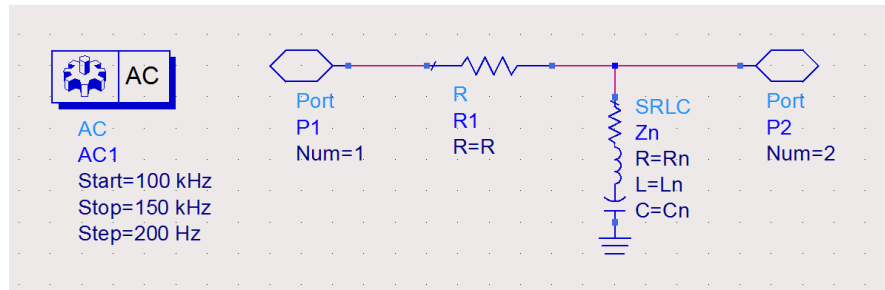 AC
AC
AC1
Start=100 kHz
Stop=150 kHz
Step=200 Hz
Port
P1
Num=1
R
R1
R=R
SRLC
Zn
R=Rn
L=Ln
C=Cn
Port
P2
Num=2